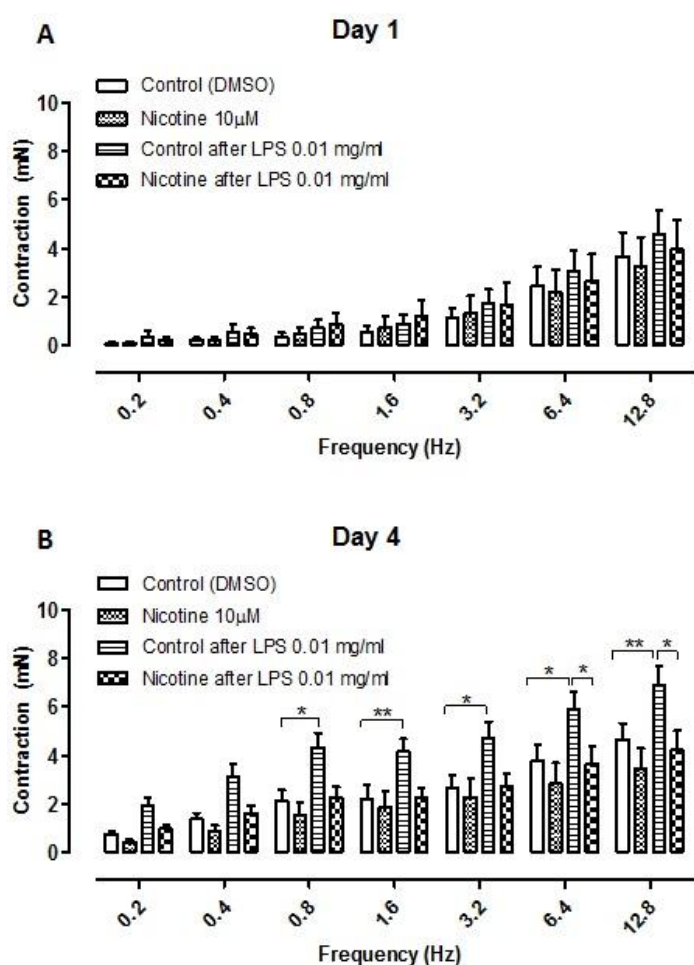 A
Day 1
Control (DMSO)
Nicotine 10µM
Control after LPS 0.01 mg/ml
Nicotine after LPS 0.01 mg/ml
Contraction (mN)
10
8
6
4
2
0
0.2 0.4 0.8 1.6 3.2 6.4 12.8
Frequency (Hz)
B
Day 4
Control (DMSO)
Nicotine 10µM
Control after LPS 0.01 mg/ml
Nicotine after LPS 0.01 mg/ml
Contraction (mN)
10
8
6
4
2
0
* ** * * * ** *
0.2 0.4 0.8 1.6 3.2 6.4 12.8
Frequency (Hz)